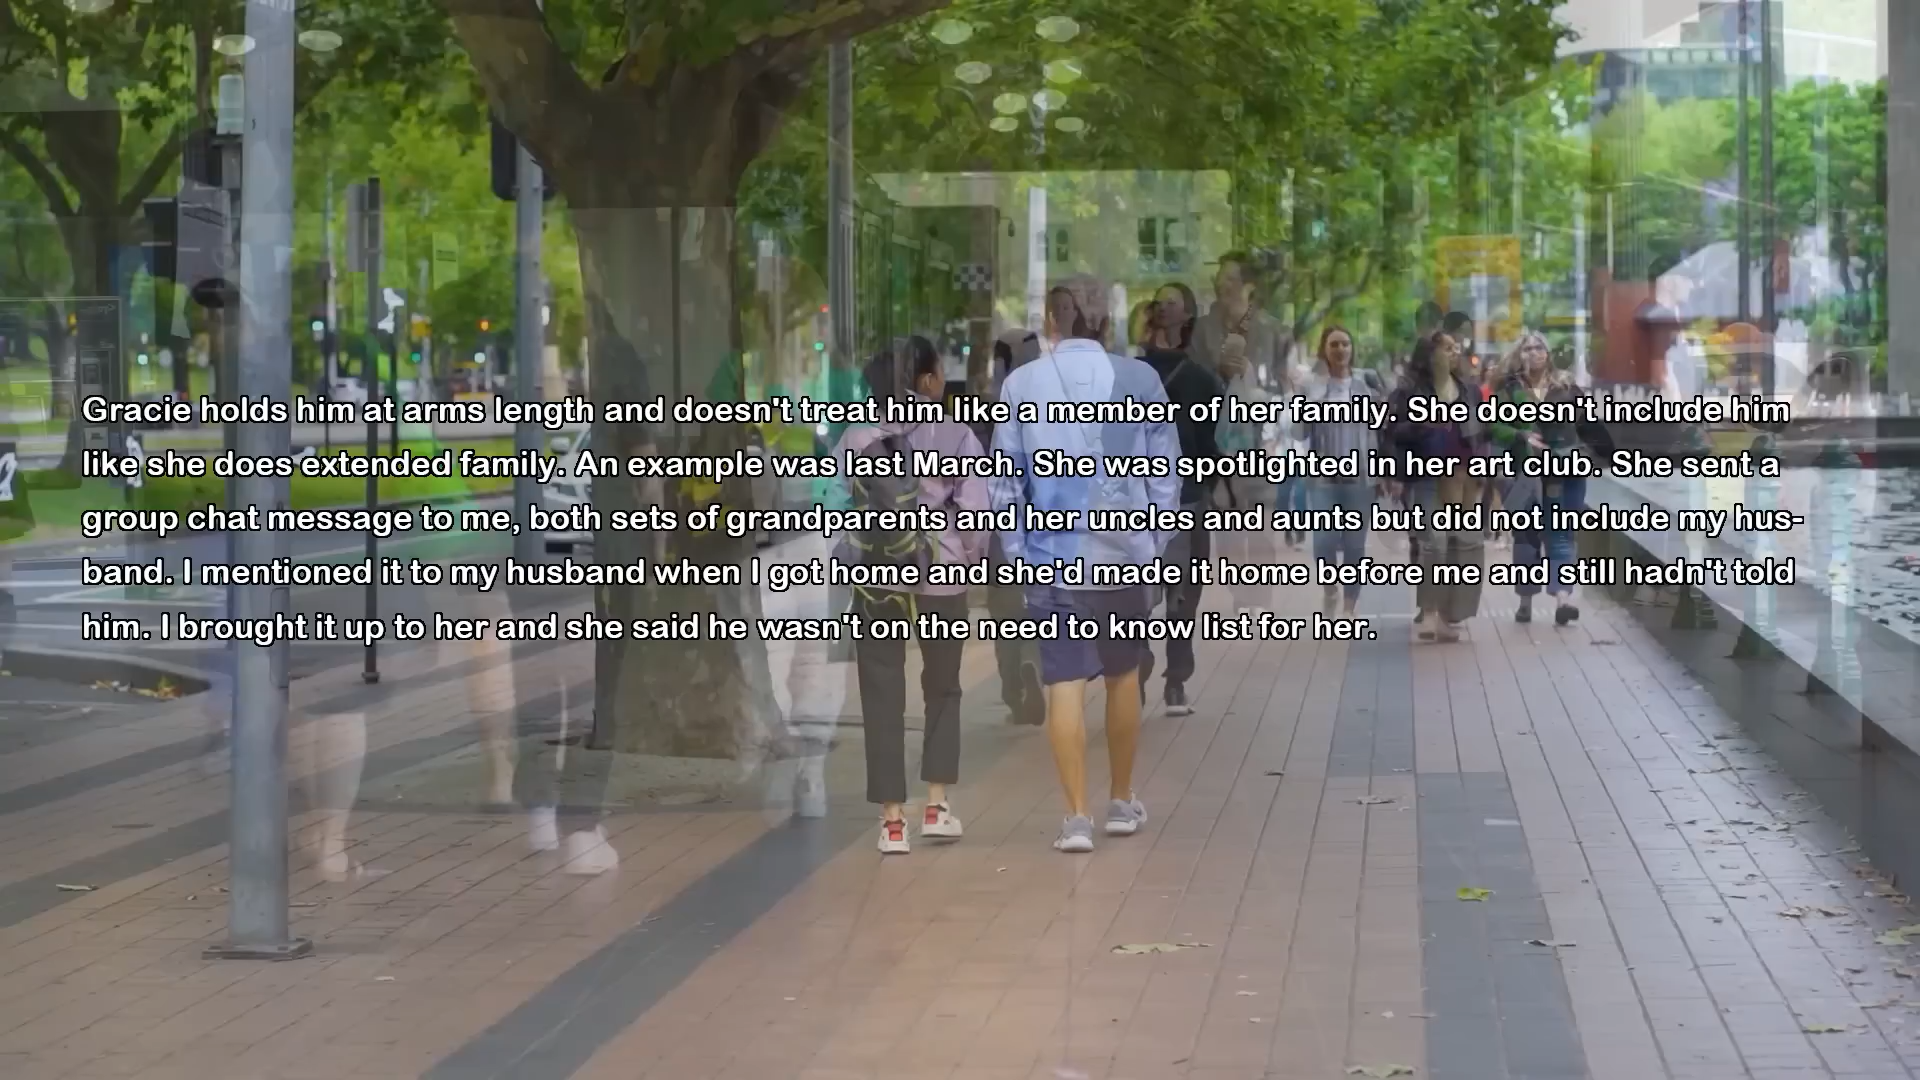 Gracie holds him at arms length and doesn't treat him like a member of her family. She doesn't include him
like she does extended family. An example was last March. She was spotlighted in her art club. She sent a
group chat message to me, both sets of grandparents and her uncles and aunts but did not include my hus-
band. I mentioned it to my husband when I got home and she'd made it home before me and still hadn't told
him. I brought it up to her and she said he wasn't on the need to know list for her.